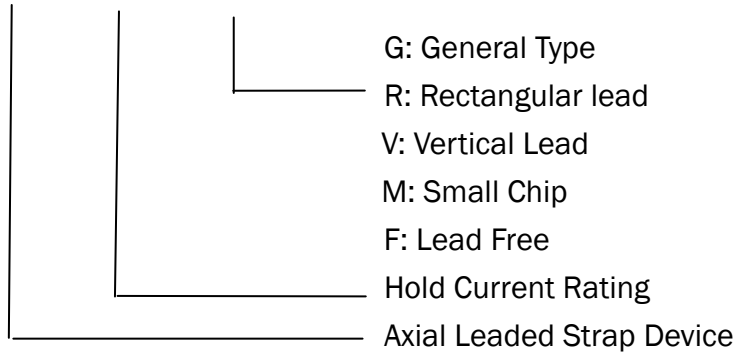 G: General Type
R: Rectangular lead
V: Vertical Lead
M: Small Chip
F: Lead Free
Hold Current Rating
Axial Leaded Strap Device